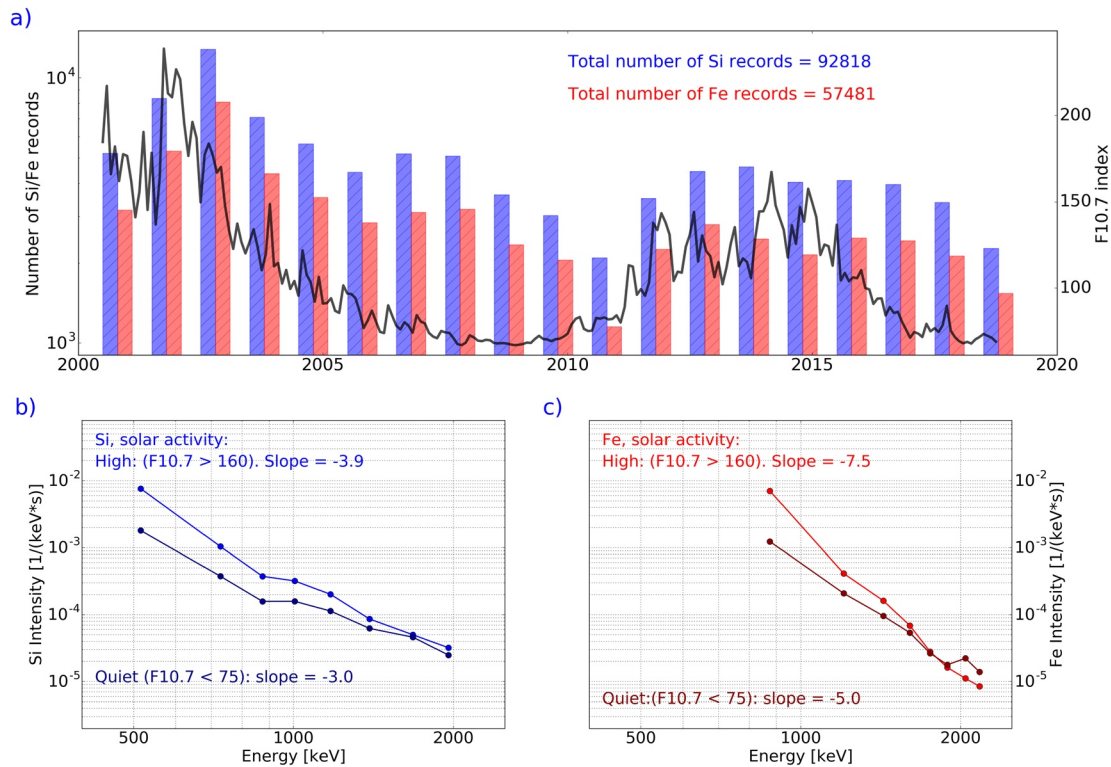 a)
Total number of Si records = 92818
Total number of Fe records = 57481
Number of Si/Fe records
10⁴
10³
200
150
100
F10.7 index
2000 2005 2010 2015 2020
b)
Si, solar activity:
High: (F10.7 > 160). Slope = -3.9
Quiet (F10.7 < 75): slope = -3.0
Si Intensity [1/(keV*s)]
10⁻²
10⁻³
10⁻⁴
10⁻⁵
500 1000 2000
Energy [keV]
c)
Fe, solar activity:
High: (F10.7 > 160). Slope = -7.5
Quiet:(F10.7 < 75): slope = -5.0
10⁻²
10⁻³
10⁻⁴
10⁻⁵
Fe Intensity [1/(keV*s)]
500 1000 2000
Energy [keV]